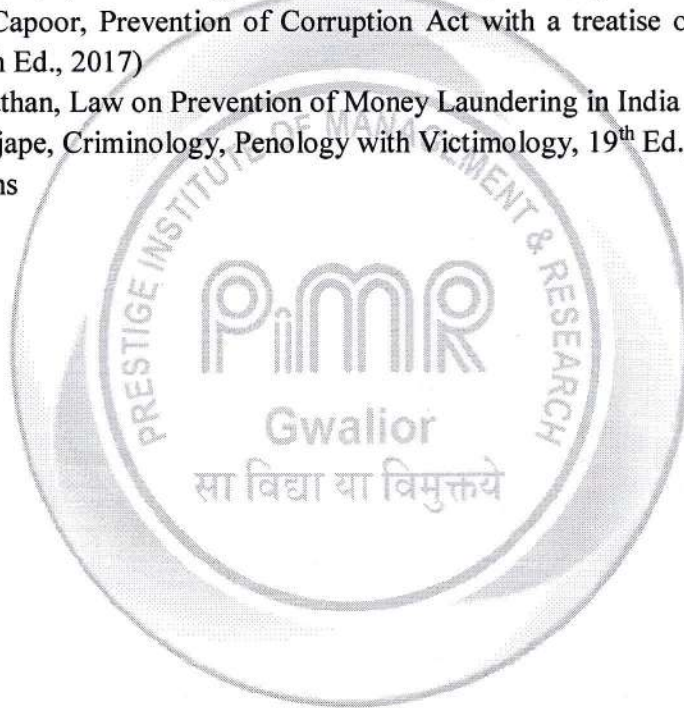 Capoor, Prevention of Corruption Act with a treatise o
Ed., 2017)
than, Law on Prevention of Money Laundering in India
jape, Criminology, Penology with Victimology, 19th Ed.
PRESTIGE INSTITUTE OF MANAGEMENT & RESEARCH
PiMR
Gwalior
सा विद्या या विमुक्तये